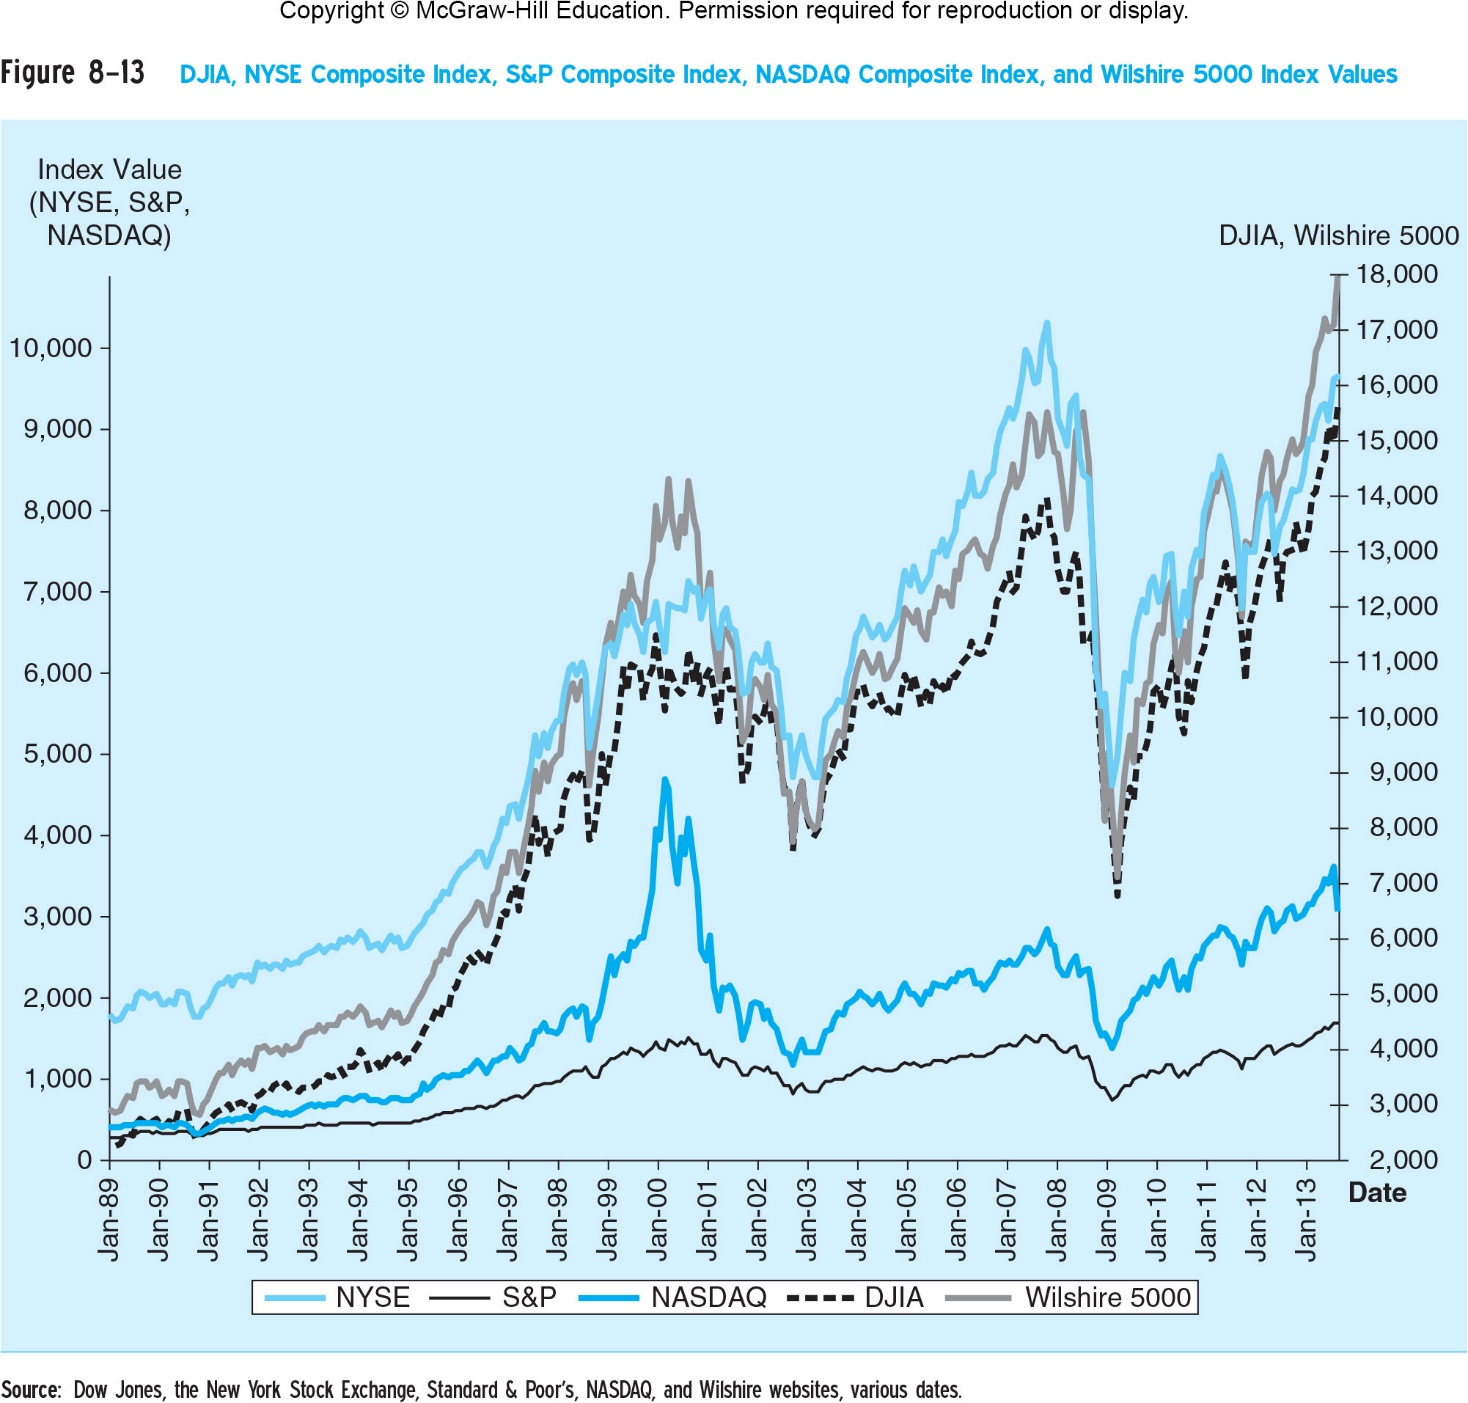 Copyright © McGraw-Hill Education. Permission required for reproduction or display.
Figure 8–13 DJIA, NYSE Composite Index, S&P Composite Index, NASDAQ Composite Index, and Wilshire 5000 Index Values
Index Value
(NYSE, S&P,
NASDAQ)
DJIA, Wilshire 5000
10,000
9,000
8,000
7,000
6,000
5,000
4,000
3,000
2,000
1,000
0
18,000
17,000
16,000
15,000
14,000
13,000
12,000
11,000
10,000
9,000
8,000
7,000
6,000
5,000
4,000
3,000
2,000
Jan-89
Jan-90
Jan-91
Jan-92
Jan-93
Jan-94
Jan-95
Jan-96
Jan-97
Jan-98
Jan-99
Jan-00
Jan-01
Jan-02
Jan-03
Jan-04
Jan-05
Jan-06
Jan-07
Jan-08
Jan-09
Jan-10
Jan-11
Jan-12
Jan-13
Date
NYSE S&P NASDAQ DJIA Wilshire 5000
Source: Dow Jones, the New York Stock Exchange, Standard & Poor's, NASDAQ, and Wilshire websites, various dates.